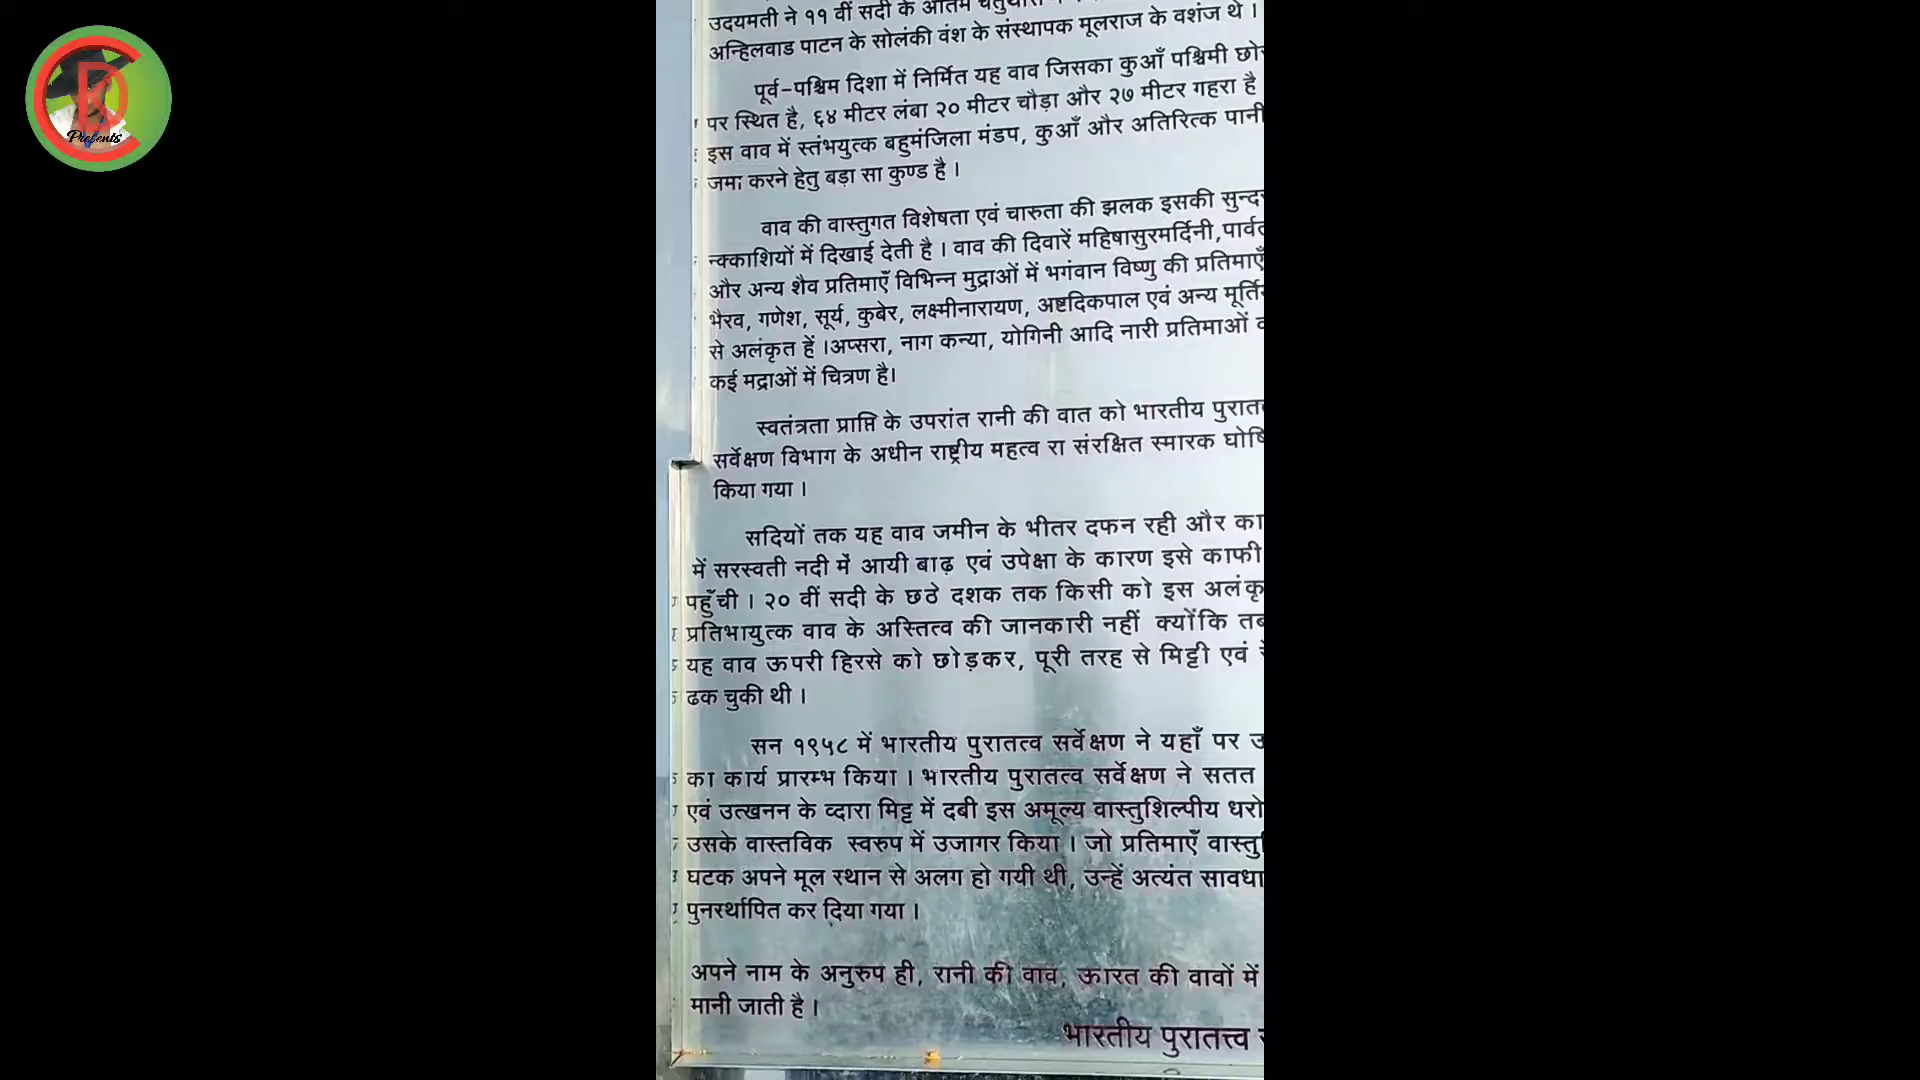 Presents
उदयमती ने ११ वीं सदी के अंतिम
अन्हिलवाड पाटन के सोलंकी वंश के संस्थापक मूलराज के वशंज थे ।
पूर्व-पश्चिम दिशा में निर्मित यह वाव जिसका कुआँ पश्चिमी
पर स्थित है, ६४ मीटर लंबा २० मीटर चौड़ा और २७ मीटर गहरा है
इस वाव में स्तंभयुत्क बहुमंजिला मंडप, कुआँ और अतिरित्क पानी
जमा करने हेतु बड़ा सा कुण्ड है ।
वाव की वास्तुगत विशेषता एवं चारुता की झलक इसकी
न्क्काशियों में दिखाई देती है । वाव की दिवारें महिषासुरमर्दिनी,
और अन्य शैव प्रतिमाएँ विभिन्न मुद्राओं में भगंवान विष्णु की प्रतिमाएँ
भैरव, गणेश, सूर्य, कुबेर, लक्ष्मीनारायण, अष्टदिकपाल एवं अन्य
से अलंकृत हें ।अप्सरा, नाग कन्या, योगिनी आदि नारी प्रतिमाओं
कई मद्राओं में चित्रण है।
स्वतंत्रता प्राप्ति के उपरांत रानी की वात को भारतीय
सर्वेक्षण विभाग के अधीन राष्ट्रीय महत्व रा संरक्षित स्मारक
किया गया ।
सदियों तक यह वाव जमीन के भीतर दफन रही और
में सरस्वती नदी में आयी बाढ़ एवं उपेक्षा के कारण इसे काफी
पहुँची । २० वीं सदी के छठे दशक तक किसी को इस
प्रतिभायुत्क वाव के अस्तित्व की जानकारी नहीं क्योंकि
यह वाव ऊपरी हिरसे को छोड़कर, पूरी तरह से मिट्टी एवं
ढक चुकी थी ।
सन १९५८ में भारतीय पुरातत्व सर्वेक्षण ने यहाँ पर
का कार्य प्रारम्भ किया । भारतीय पुरातत्व सर्वेक्षण ने सतत
एवं उत्खनन के व्दारा मिट्ट में दबी इस अमूल्य वास्तुशिल्पीय
उसके वास्तविक स्वरुप में उजागर किया । जो प्रतिमाएँ
घटक अपने मूल रथान से अलग हो गयी थी, उन्हें अत्यंत
पुनर्स्थापित कर दिया गया ।
अपने नाम के अनुरुप ही, रानी की वाव, की वावों में
मानी जाती है ।
भारतीय पुरातत्त्व